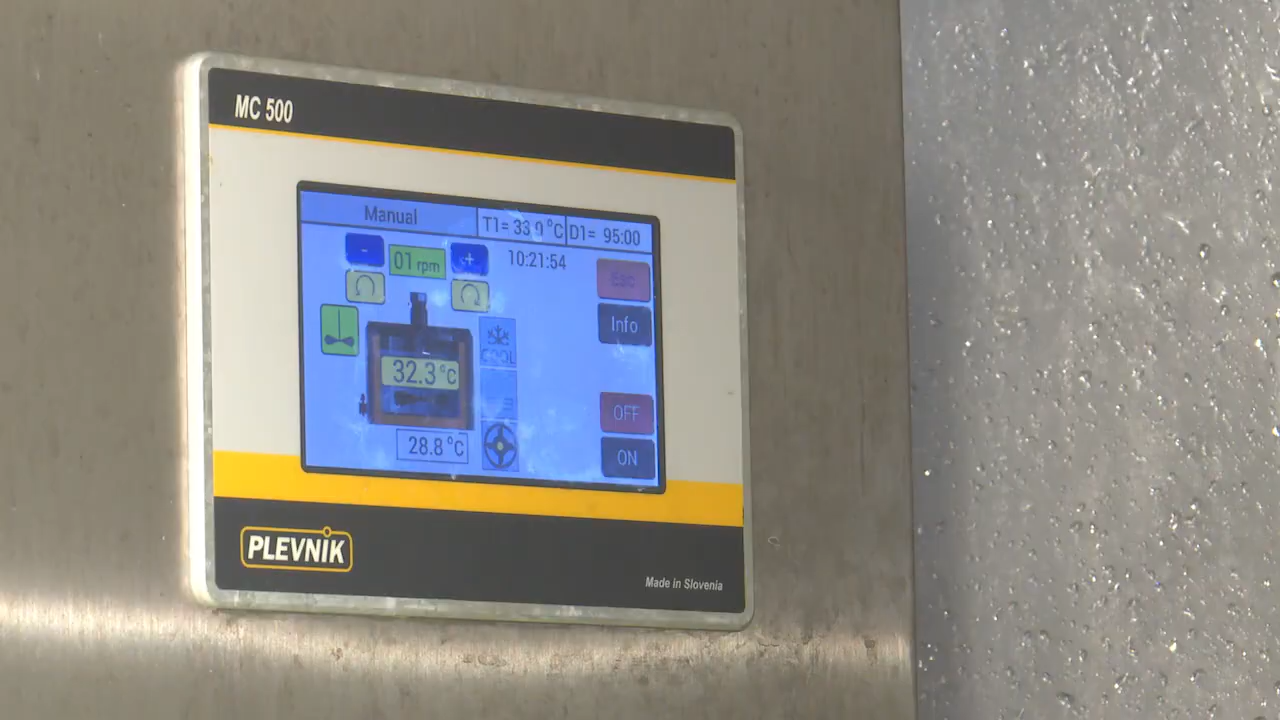 MC 500
Manual
T1= 33.9 °C
D1= 95:00
-
01 rpm
+
10:21:54
Esc
Info
COOL
32.3 °C
OFF
28.8 °C
ON
PLEVNIK
Made in Slovenia